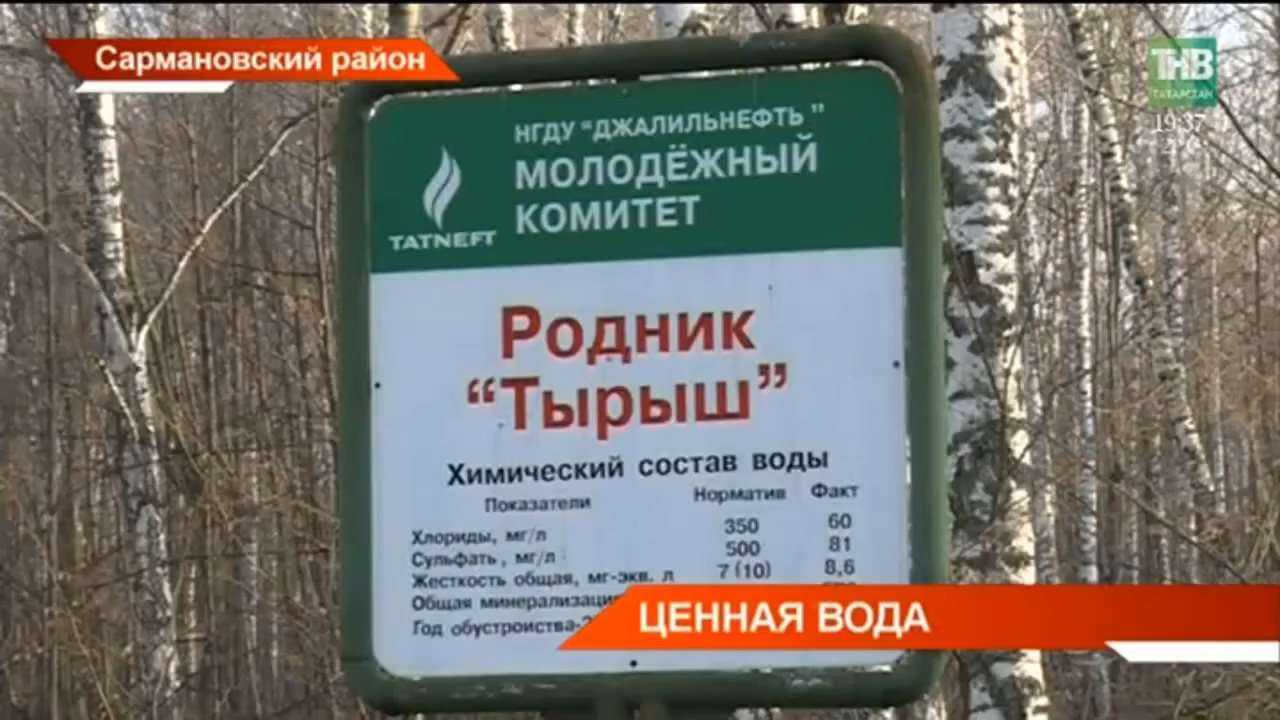 Сармановский район
ТНВ
ТАТАРСТАН
19:37
НГДУ "ДЖАЛИЛЬНЕФТЬ"
МОЛОДЁЖНЫЙ
КОМИТЕТ
TATNEFT
Родник
“Тырыш”
Химический состав воды
Показатели Норматив Факт
Хлориды, мг/л 350 60
Сульфать, мг/л 500 81
Жесткость общая, мг-экв. л 7 (10) 8,6
Общая
Год обустройства-
ЦЕННАЯ ВОДА